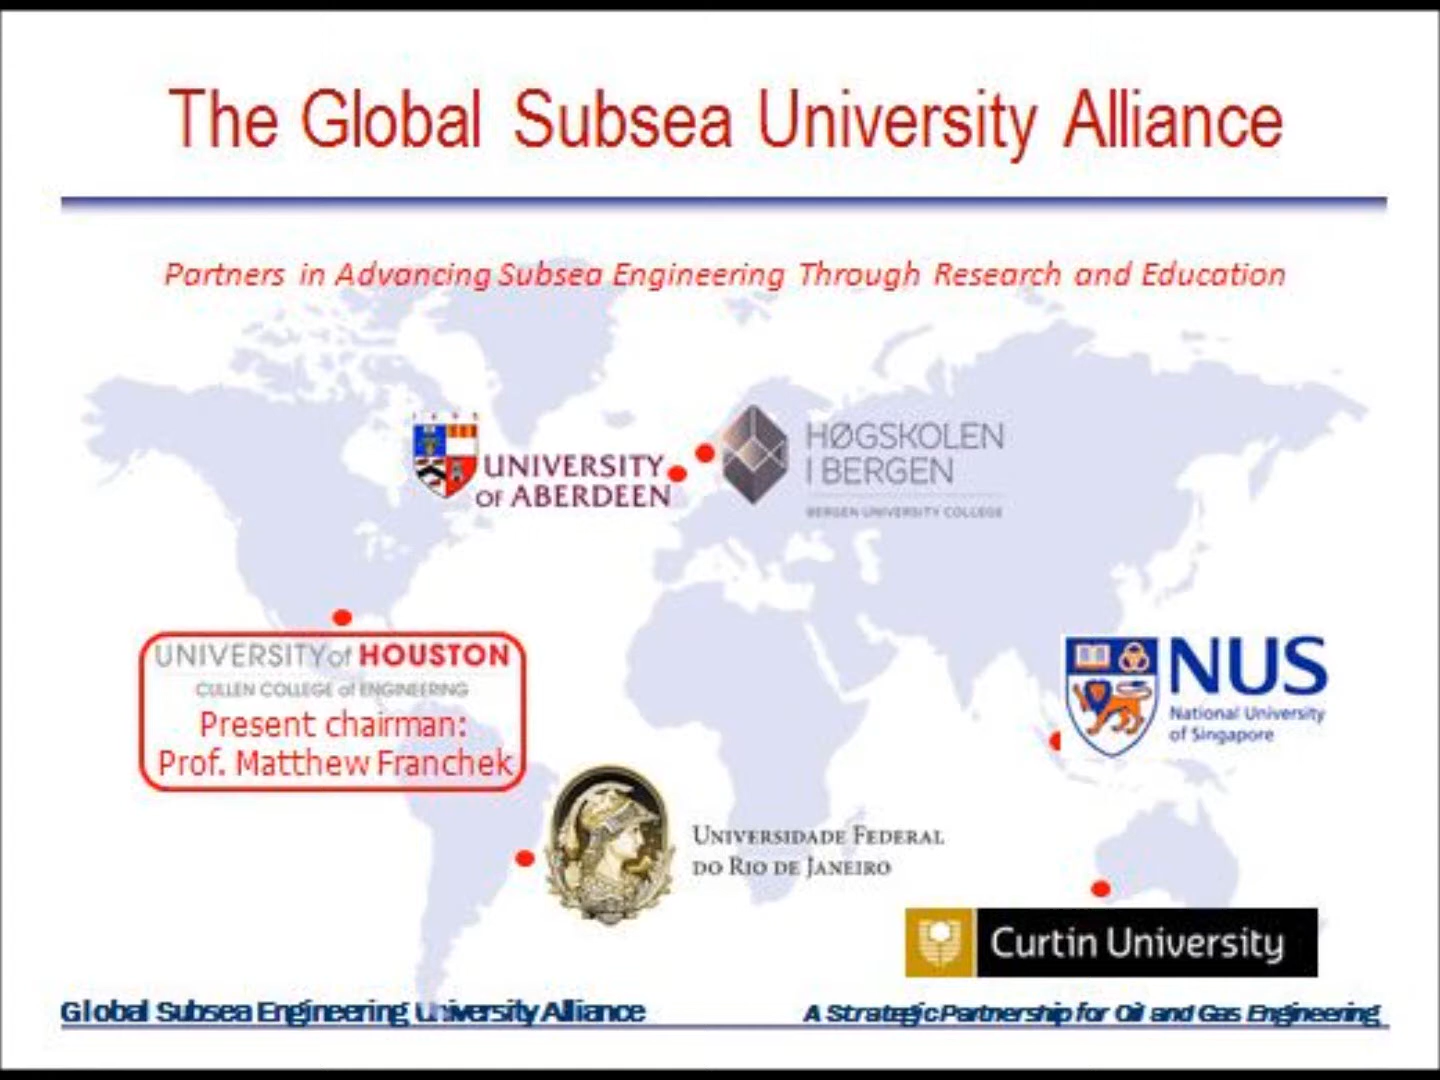 The Global Subsea University Alliance
Partners in Advancing Subsea Engineering Through Research and Education
1495
UNIVERSITY
OF ABERDEEN
HØGSKOLEN
I BERGEN
BERGEN UNIVERSITY COLLEGE
UNIVERSITY of HOUSTON
CULLEN COLLEGE of ENGINEERING
Present chairman:
Prof. Matthew Franchek
NUS
National University
of Singapore
UNIVERSIDADE FEDERAL
DO RIO DE JANEIRO
Curtin University
Global Subsea Engineering University Alliance
A Strategic Partnership for Oil and Gas Engineering